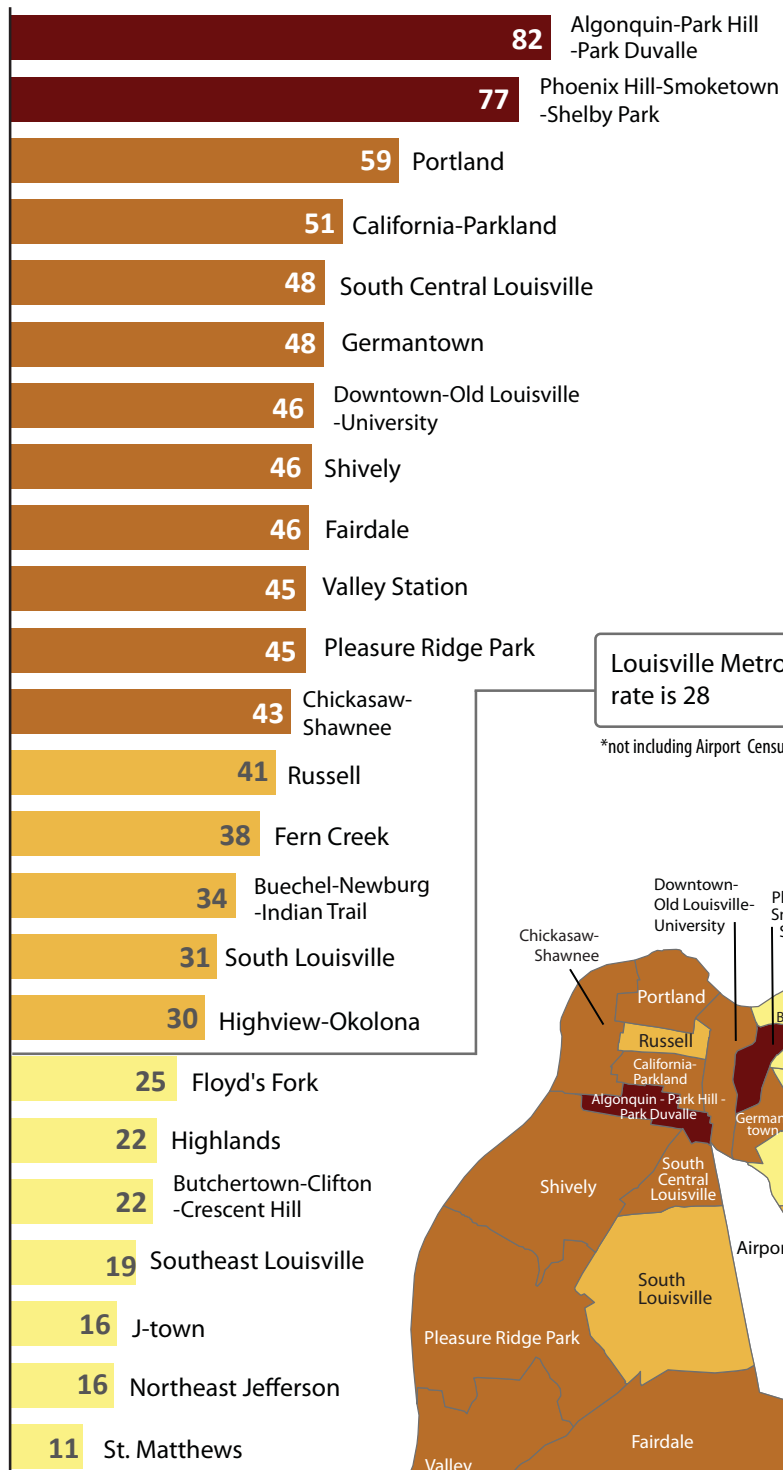 82
Algonquin-Park Hill
-Park Duvalle
77
Phoenix Hill-Smoketown
-Shelby Park
59
Portland
51
California-Parkland
48
South Central Louisville
48
Germantown
46
Downtown-Old Louisville
-University
46
Shively
46
Fairdale
45
Valley Station
45
Pleasure Ridge Park
43
Chickasaw-
Shawnee
41
Russell
38
Fern Creek
34
Buechel-Newburg
-Indian Trail
31
South Louisville
30
Highview-Okolona
25
Floyd's Fork
22
Highlands
22
Butchertown-Clifton
-Crescent Hill
19
Southeast Louisville
16
J-town
16
Northeast Jefferson
11
St. Matthews
Louisville Metro
rate is 28
*not including Airport Censu
Downtown-
Old Louisville-
University
Chickasaw-
Shawnee
Portland
Russell
California-
Parkland
Algonquin - Park Hill -
Park Duvalle
German
town
South
Central
Louisville
Shively
Airpor
South
Louisville
Pleasure Ridge Park
Fairdale
Valley